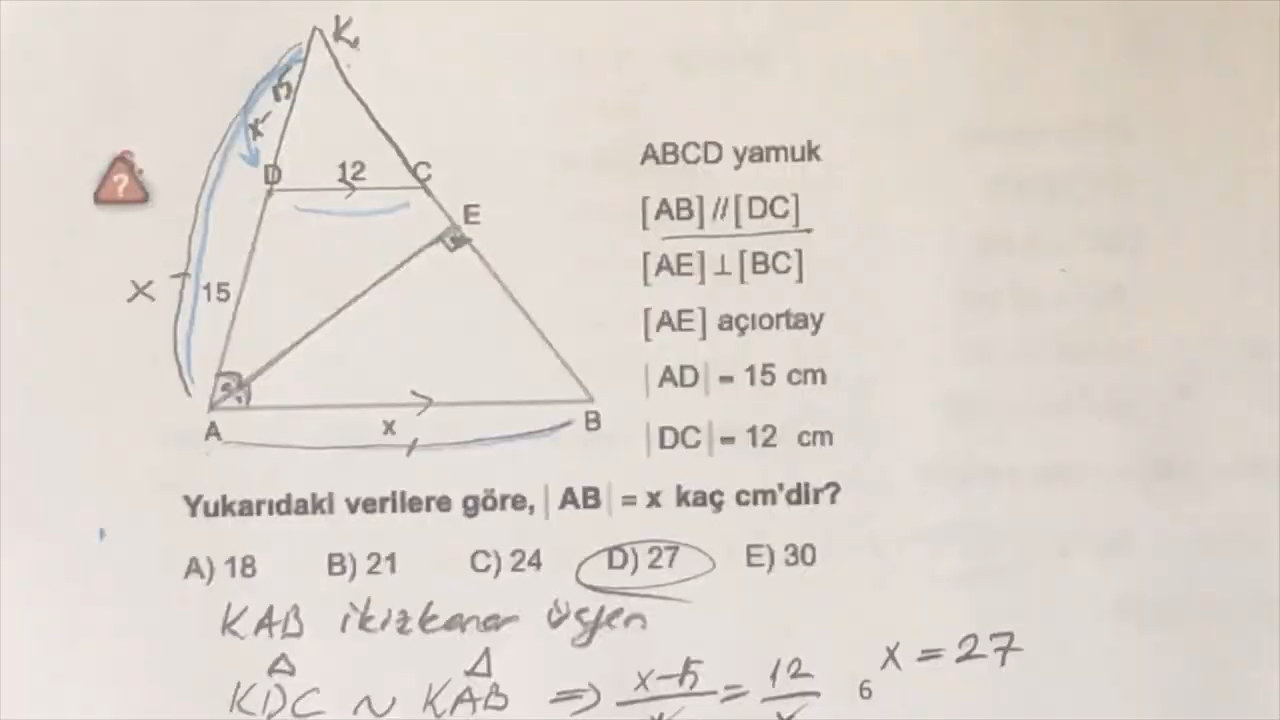 K
x-15
D 12 C
E
x 15
A x B
ABCD yamuk
[AB]//[DC]
[AE]⊥[BC]
[AE] açıortay
|AD| = 15 cm
|DC| = 12 cm
Yukarıdaki verilere göre, |AB| = x kaç cm'dir?
A) 18 B) 21 C) 24 D) 27 E) 30
KAB ikizkenar üçgen
KDC ~ KAB ⇒ x-15/x = 12/x 6 x = 27
?